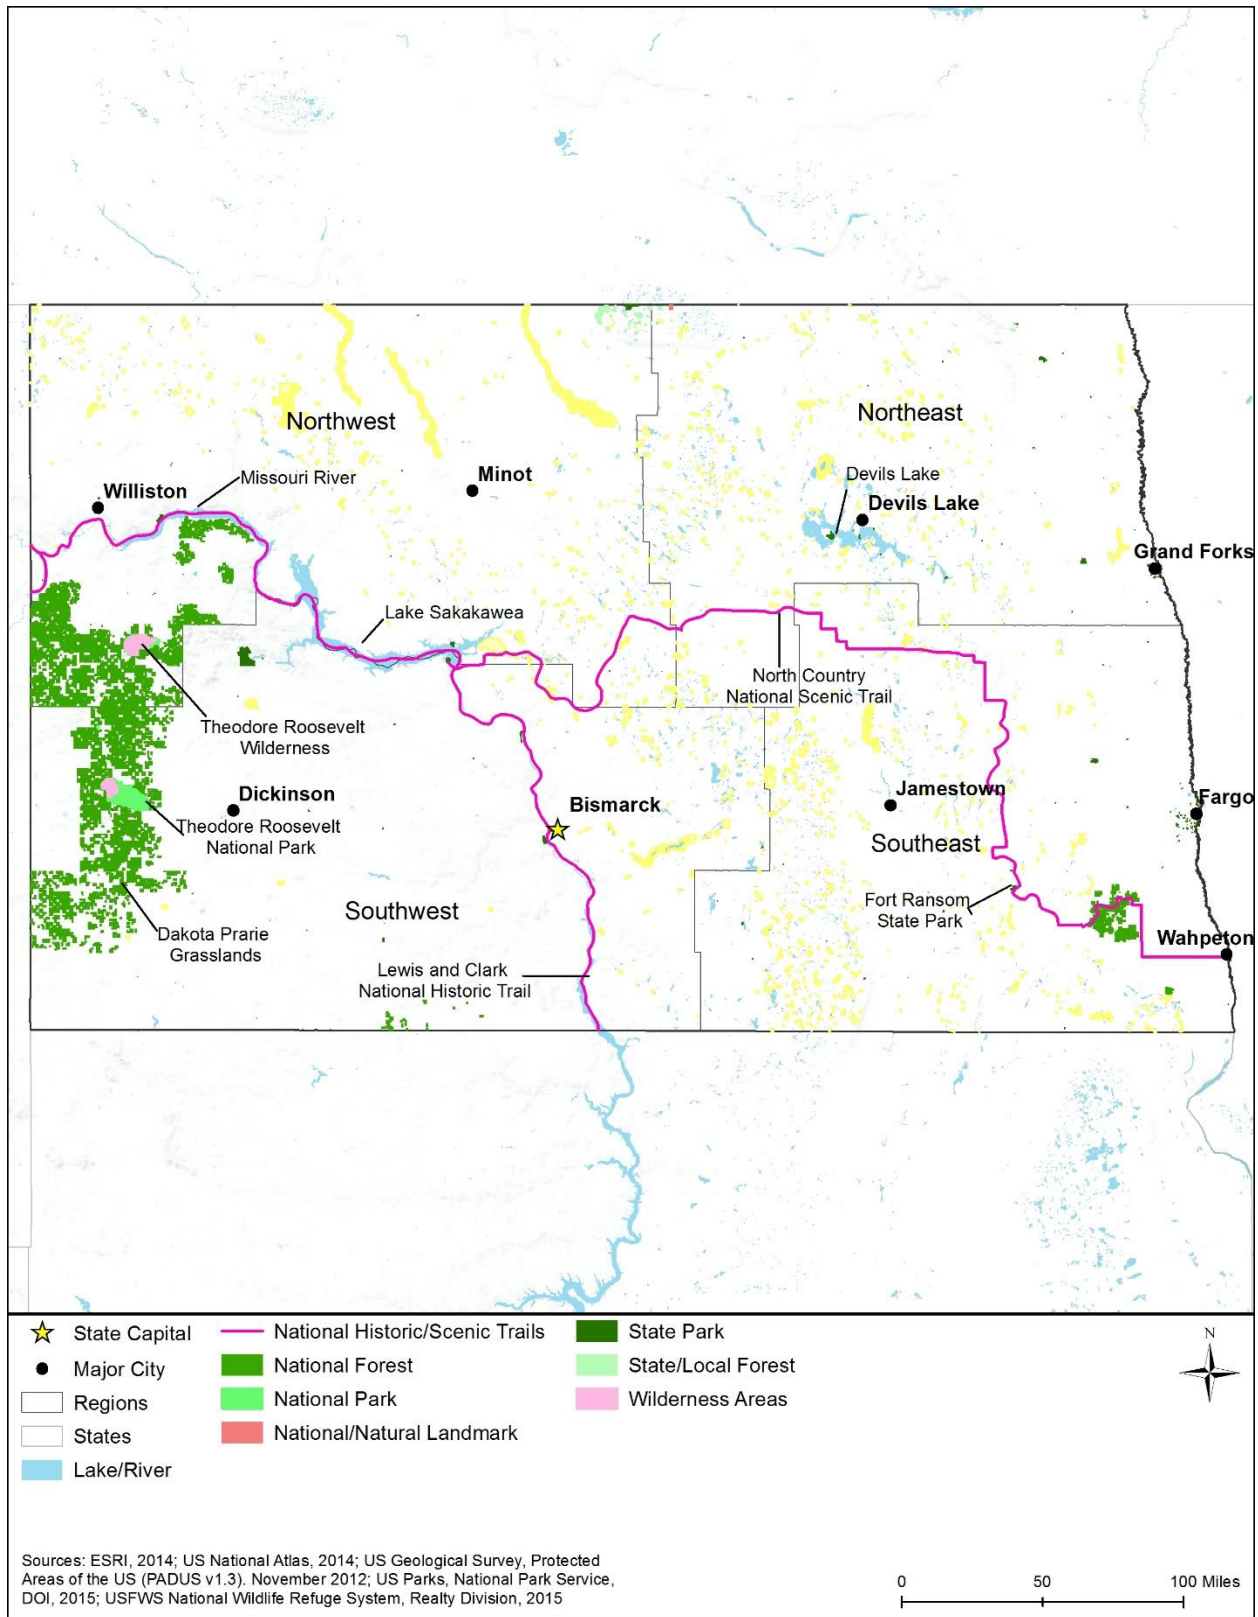 Northwest
Northeast
Missouri River
Minot
Williston
Devils Lake
Devils Lake
Grand Forks
Lake Sakakawea
North Country
National Scenic Trail
Theodore Roosevelt
Wilderness
Dickinson
Bismarck
Jamestown
Fargo
Theodore Roosevelt
National Park
Southeast
Southwest
Fort Ransom
State Park
Dakota Prarie
Grasslands
Wahpeton
Lewis and Clark
National Historic Trail
State Capital
Major City
Regions
States
Lake/River
National Historic/Scenic Trails
National Forest
National Park
National/Natural Landmark
State Park
State/Local Forest
Wilderness Areas
N
Sources: ESRI, 2014; US National Atlas, 2014; US Geological Survey, Protected
Areas of the US (PADUS v1.3). November 2012; US Parks, National Park Service,
DOI, 2015; USFWS National Wildlife Refuge System, Realty Division, 2015
0 50 100 Miles